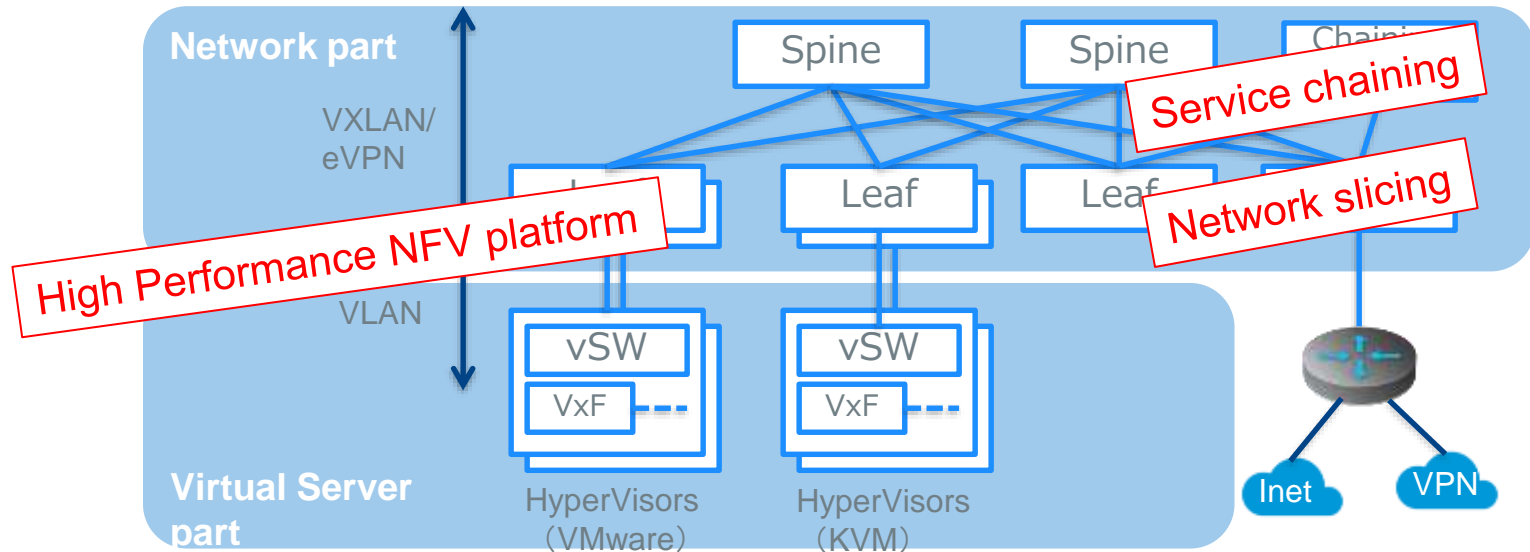 Network part
Spine
Spine
Service chaining
VXLAN/
eVPN
Leaf
Leaf
Network slicing
High Performance NFV platform
VLAN
vSW
vSW
VxF
VxF
Virtual Server
part
HyperVisors
（VMware）
HyperVisors
（KVM）
Inet
VPN